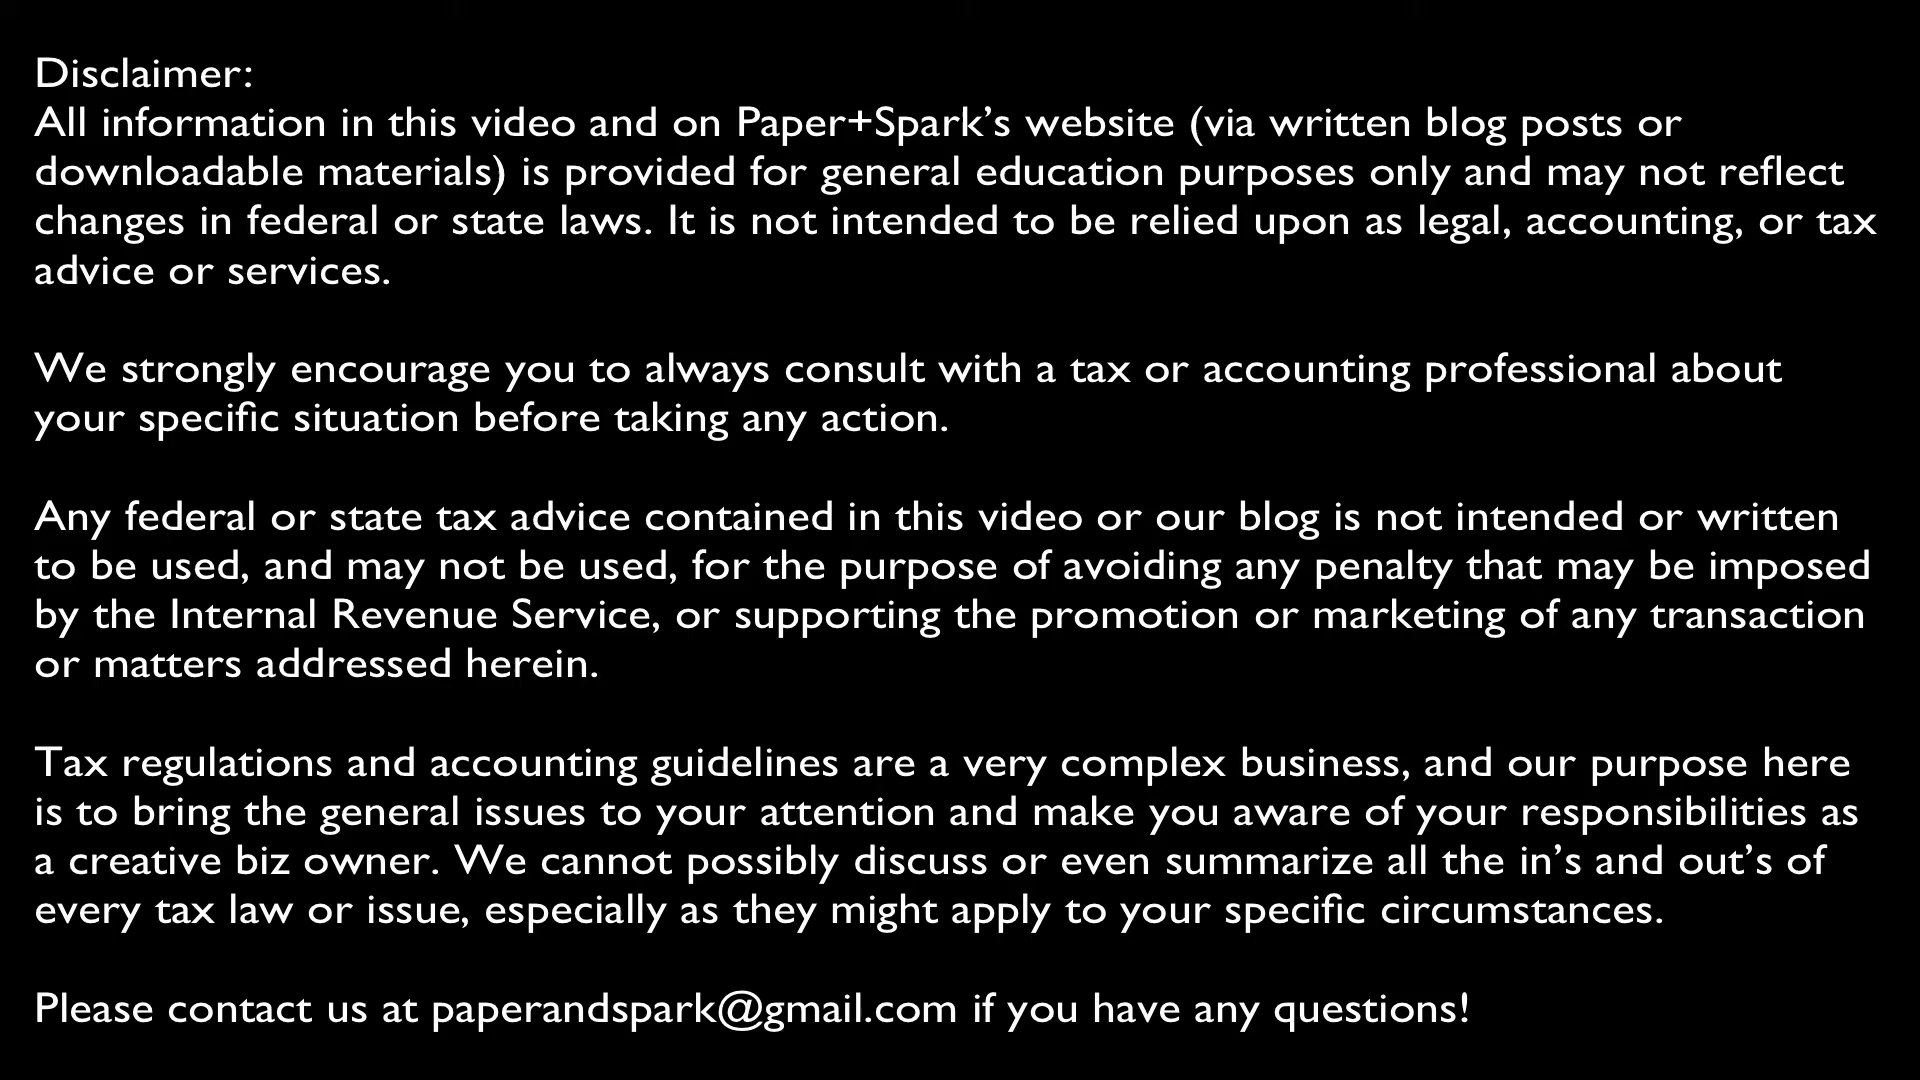 Disclaimer:
All information in this video and on Paper+Spark’s website (via written blog posts or
downloadable materials) is provided for general education purposes only and may not reflect
changes in federal or state laws. It is not intended to be relied upon as legal, accounting, or tax
advice or services.
We strongly encourage you to always consult with a tax or accounting professional about
your specific situation before taking any action.
Any federal or state tax advice contained in this video or our blog is not intended or written
to be used, and may not be used, for the purpose of avoiding any penalty that may be imposed
by the Internal Revenue Service, or supporting the promotion or marketing of any transaction
or matters addressed herein.
Tax regulations and accounting guidelines are a very complex business, and our purpose here
is to bring the general issues to your attention and make you aware of your responsibilities as
a creative biz owner. We cannot possibly discuss or even summarize all the in’s and out’s of
every tax law or issue, especially as they might apply to your specific circumstances.
Please contact us at paperandspark@gmail.com if you have any questions!